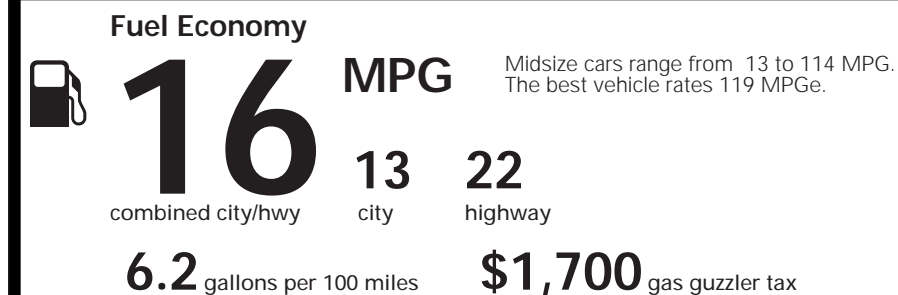 Fuel Economy
16 MPG
Midsize cars range from 13 to 114 MPG.
The best vehicle rates 119 MPGe.
13 22
combined city/hwy city highway
6.2 gallons per 100 miles $1,700 gas guzzler tax